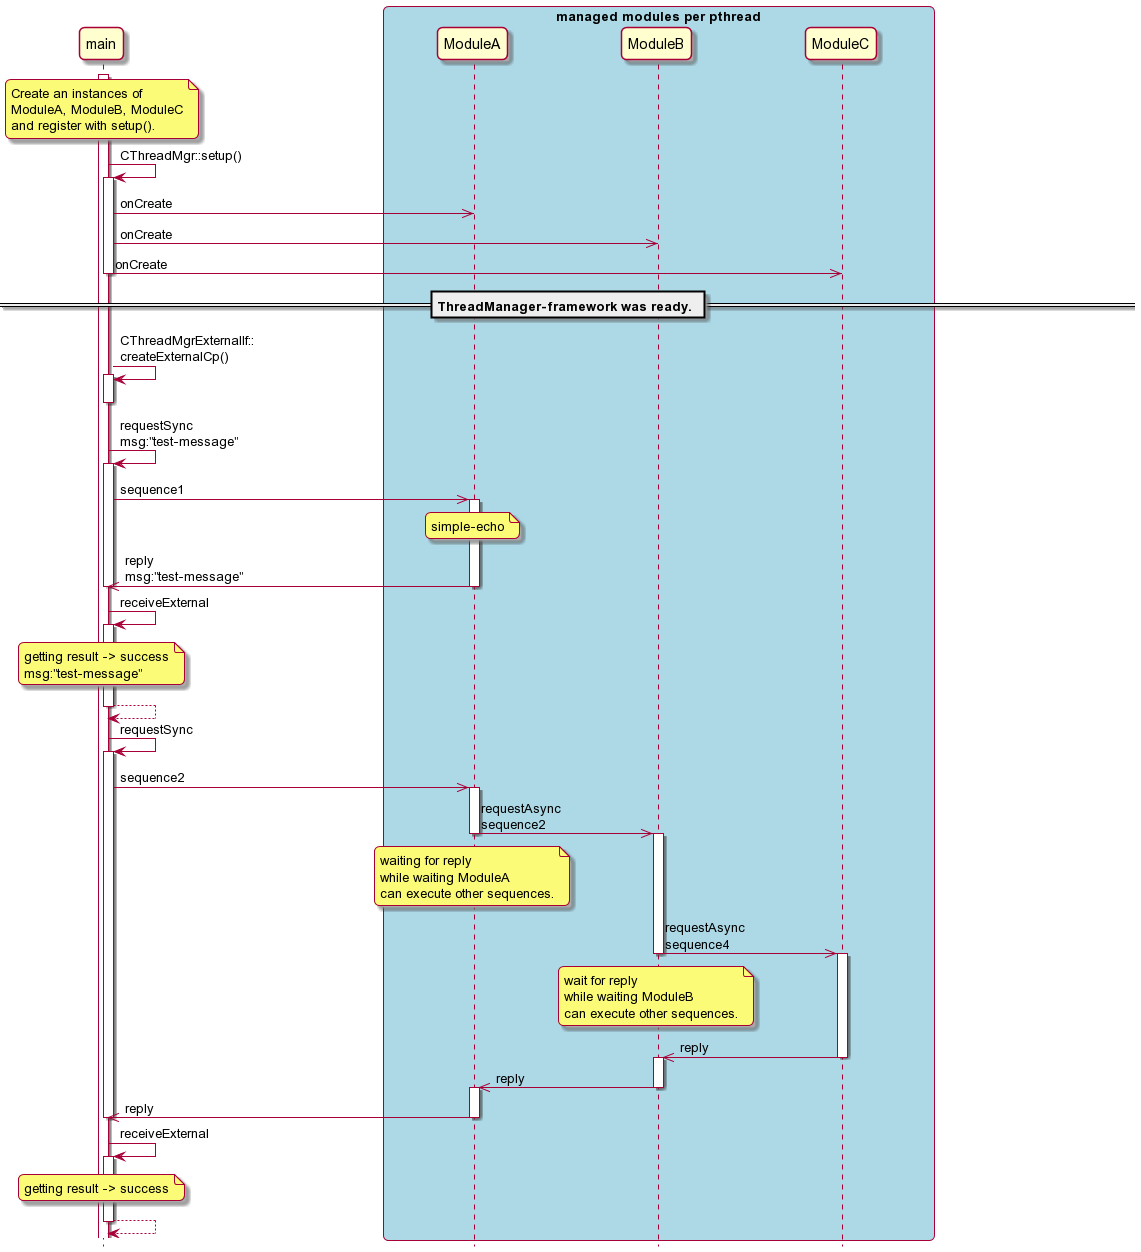 managed modules per pthread
main
ModuleA
ModuleB
ModuleC
Create an instances of
ModuleA, ModuleB, ModuleC
and register with setup().
CThreadMgr::setup()
onCreate
onCreate
onCreate
ThreadManager-framework was ready.
CThreadMgrExternalIf::
createExternalCp()
requestSync
msg:"test-message"
sequence1
simple-echo
reply
msg:"test-message"
receiveExternal
getting result -> success
msg:"test-message"
requestSync
sequence2
requestAsync
sequence2
waiting for reply
while waiting ModuleA
can execute other sequences.
requestAsync
sequence4
wait for reply
while waiting ModuleB
can execute other sequences.
reply
reply
reply
receiveExternal
getting result -> success